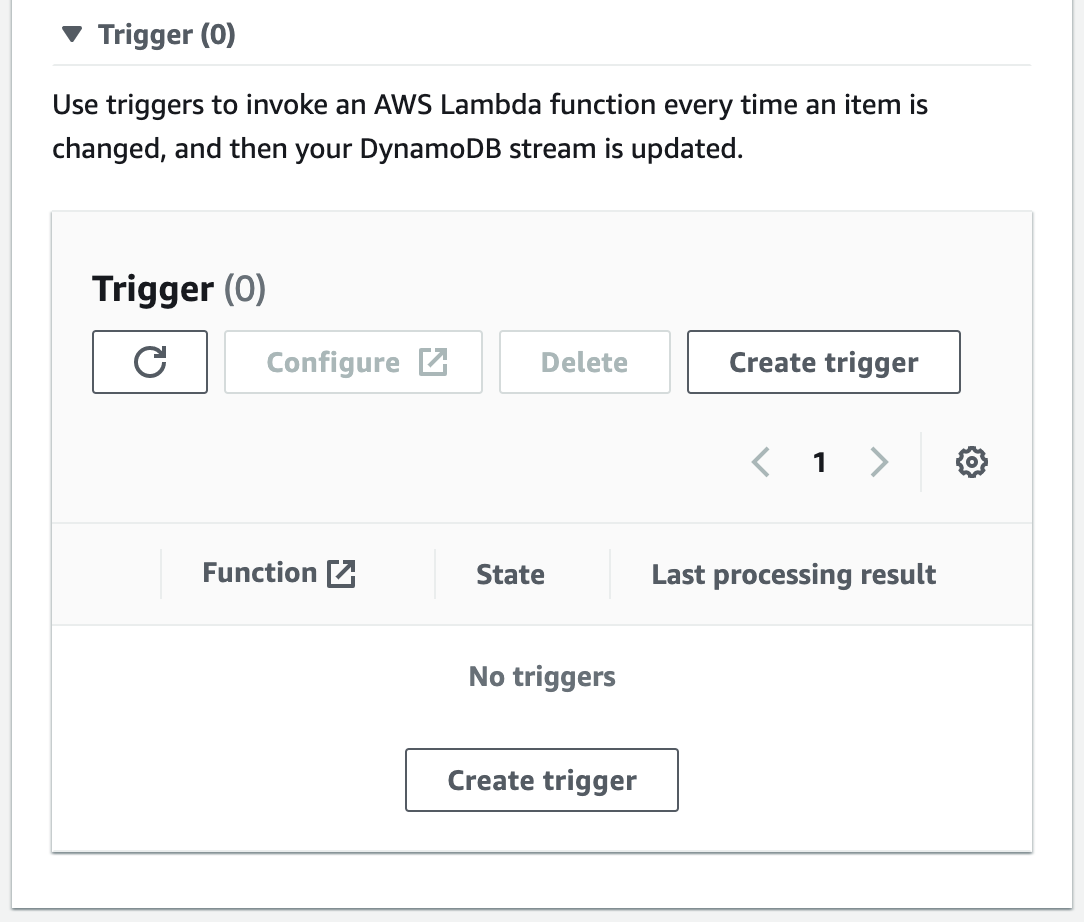 Trigger (0)
Use triggers to invoke an AWS Lambda function every time an item is
changed, and then your DynamoDB stream is updated.
Trigger (0)
Configure Delete Create trigger
1
Function State Last processing result
No triggers
Create trigger